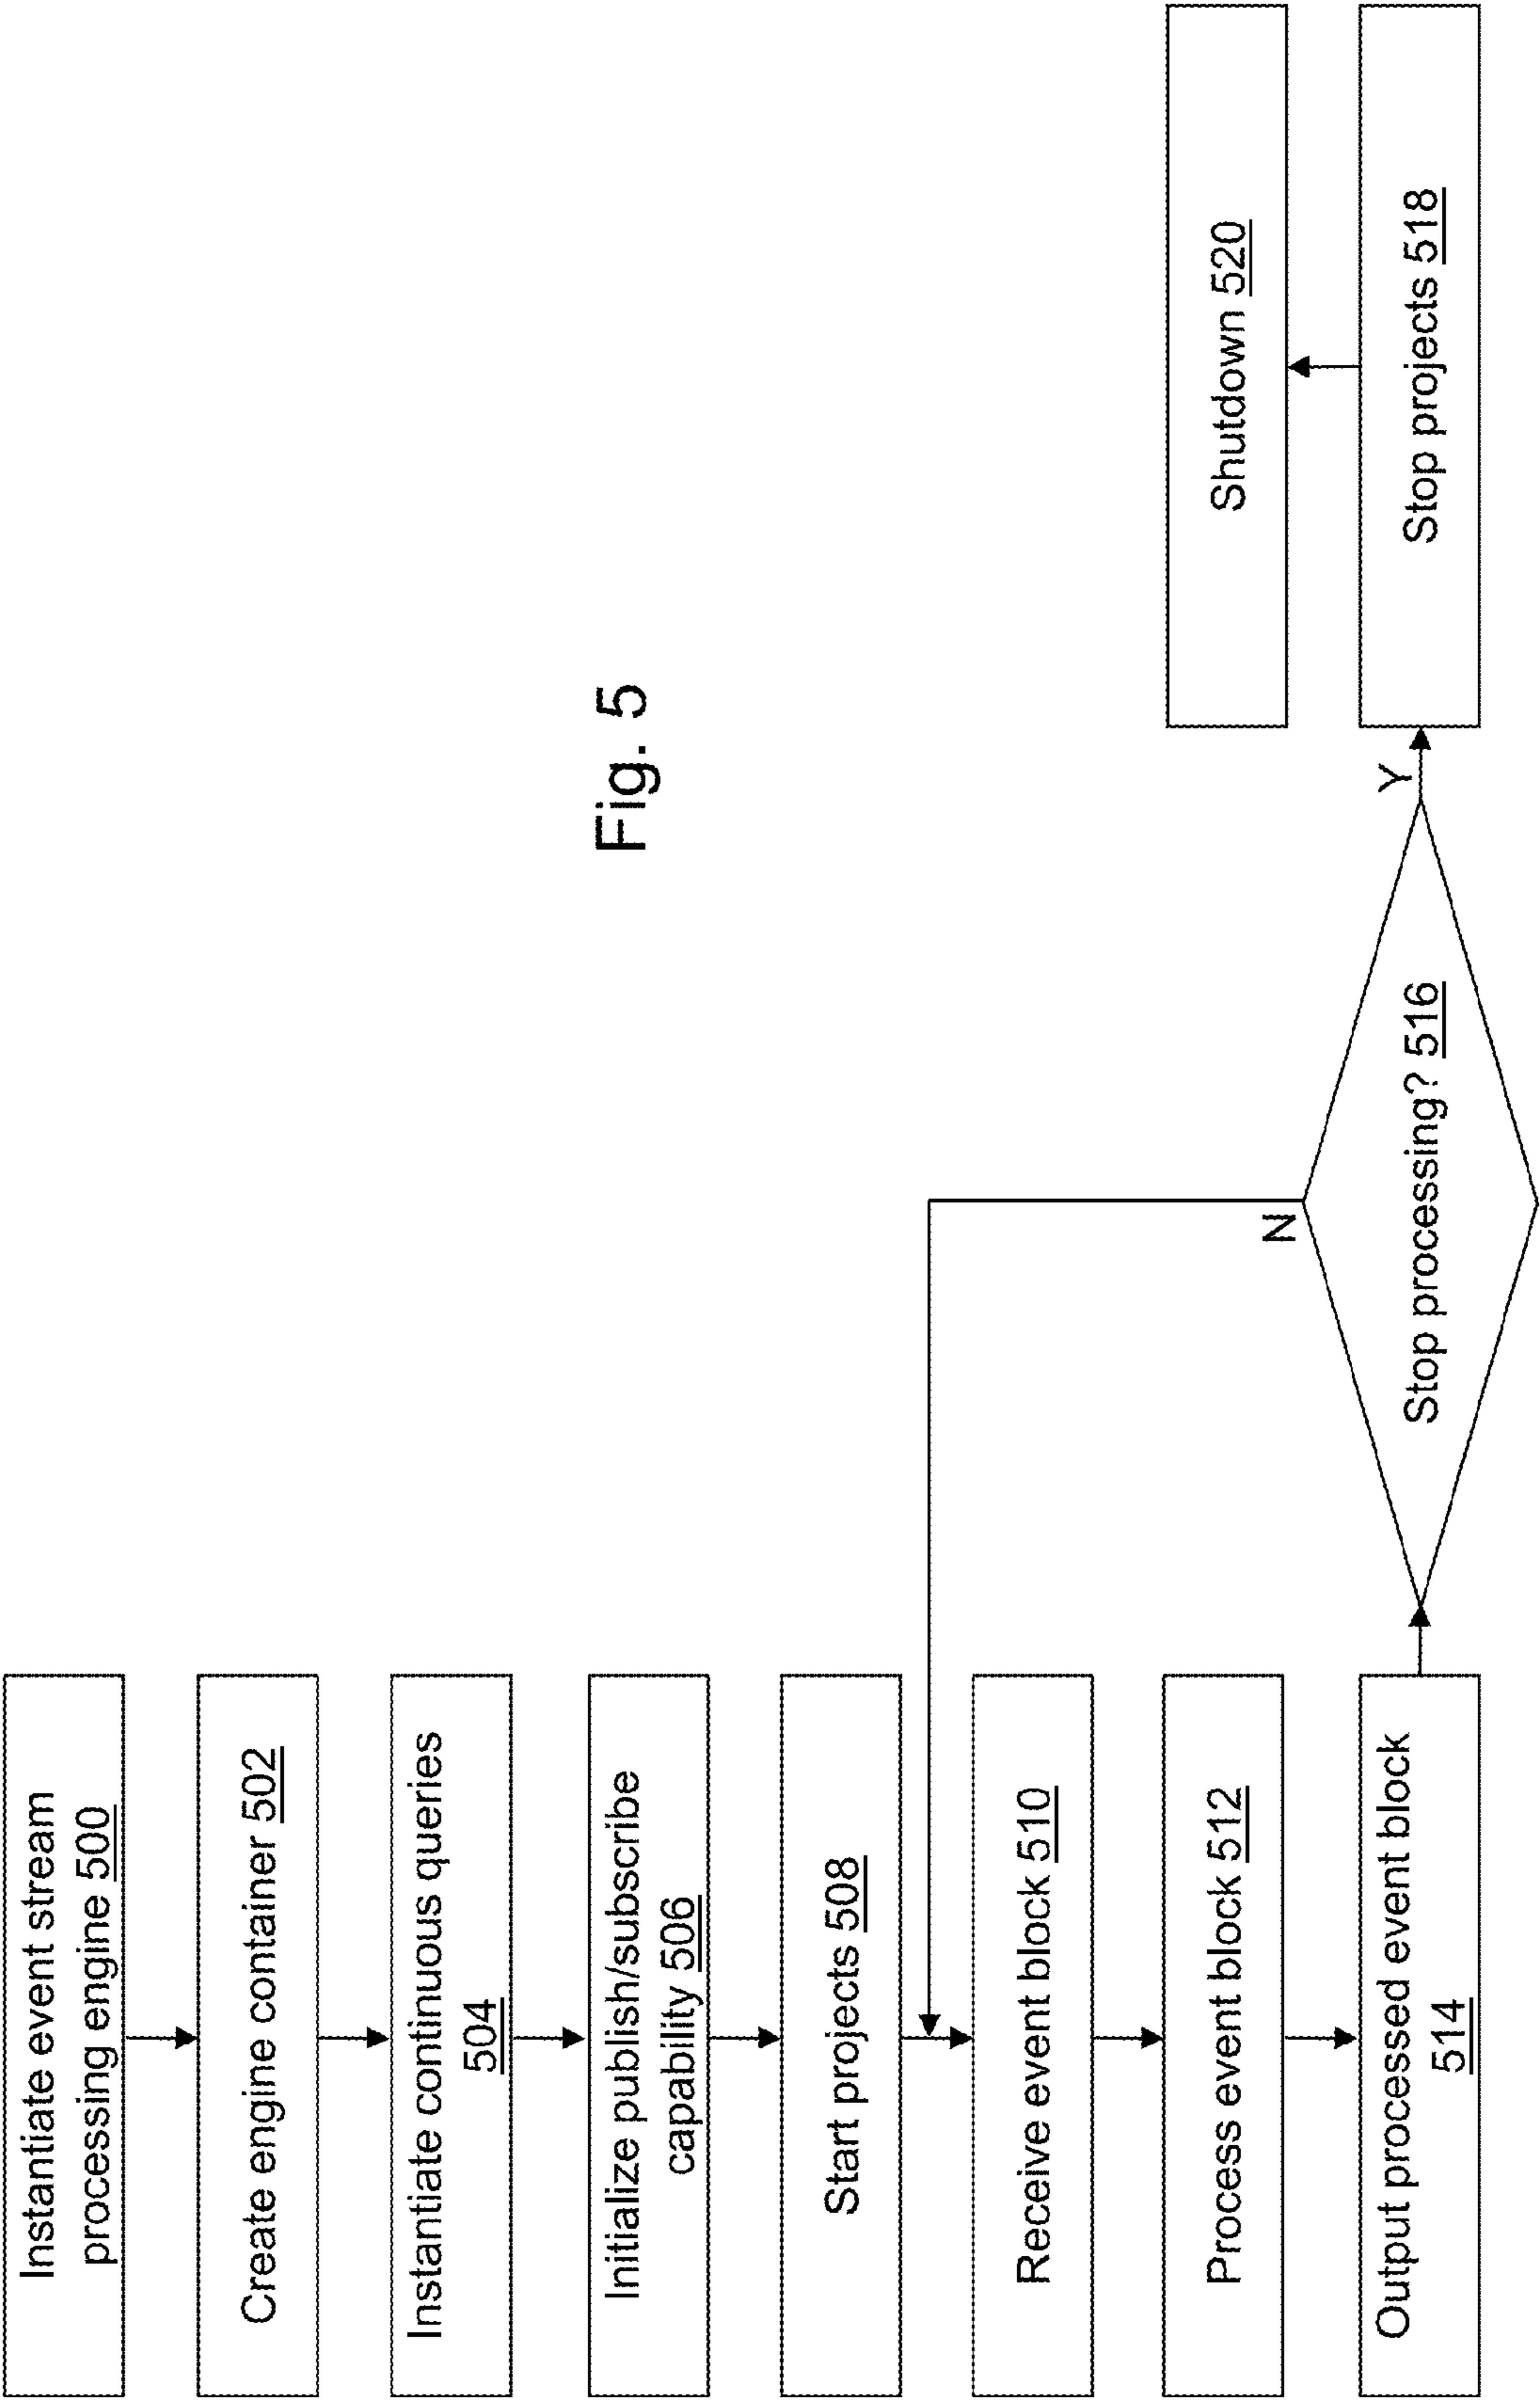 Instantiate event stream
processing engine 500
Create engine container 502
Instantiate continuous queries
504
Initialize publish/subscribe
capability 506
Start projects 508
Receive event block 510
Process event block 512
Output processed event block
514
Stop processing? 516
N
Y
Stop projects 518
Shutdown 520
Fig. 5